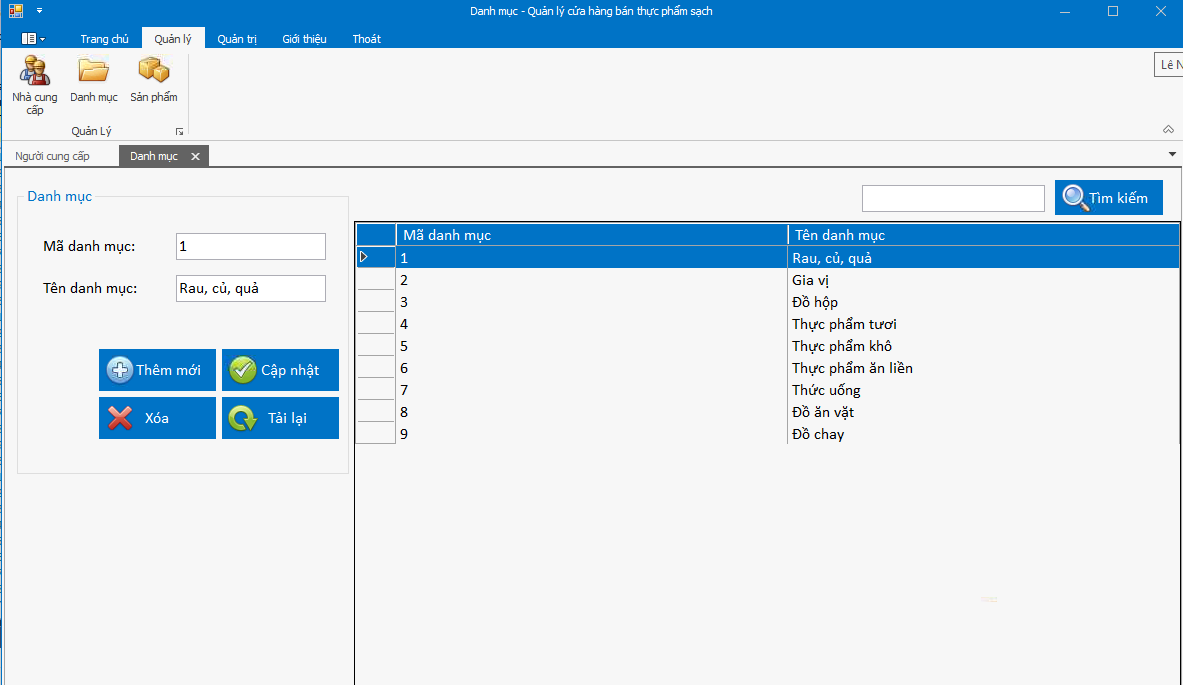 Danh mục - Quản lý cửa hàng bán thực phẩm sạch
Trang chủ Quản lý Quản trị Giới thiệu Thoát
Nhà cung cấp
Danh mục
Sản phẩm
Lê N
Quản Lý
Người cung cấp
Danh mục
Danh mục
Mã danh mục: 1
Tên danh mục: Rau, củ, quả
Thêm mới Cập nhật
Xóa Tải lại
Tìm kiếm
Mã danh mục Tên danh mục
1 Rau, củ, quả
2 Gia vị
3 Đồ hộp
4 Thực phẩm tươi
5 Thực phẩm khô
6 Thực phẩm ăn liền
7 Thức uống
8 Đồ ăn vặt
9 Đồ chay